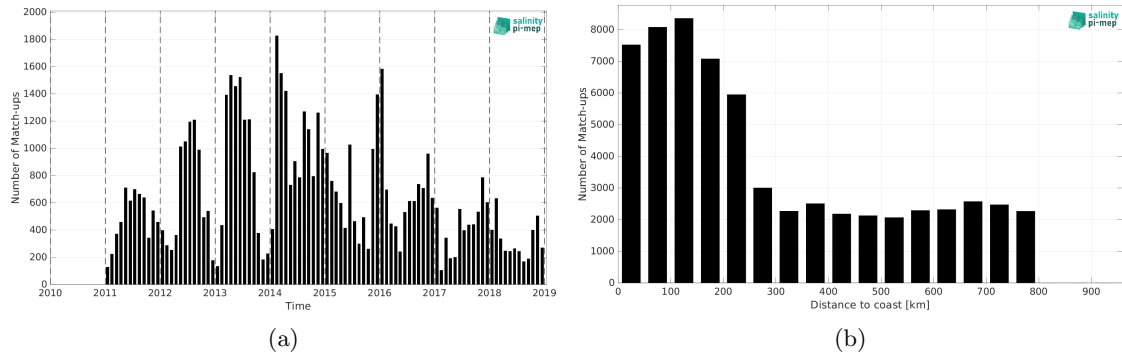 2000
1800
1600
1400
1200
1000
800
600
400
200
0
Number of Match-ups
2010 2011 2012 2013 2014 2015 2016 2017 2018 2019
Time
salinity
pi-mep
(a)
8000
7000
6000
5000
4000
3000
2000
1000
0
Number of Match-ups
0 100 200 300 400 500 600 700 800 900
Distance to coast [km]
salinity
pi-mep
(b)